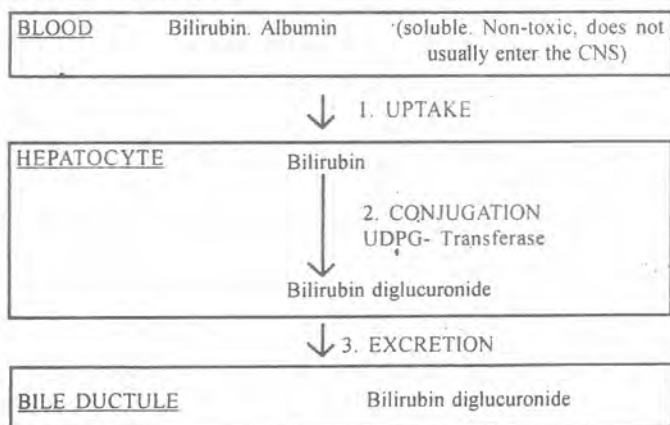 BLOOD Bilirubin. Albumin (soluble. Non-toxic, does not
usually enter the CNS)
1. UPTAKE
HEPATOCYTE Bilirubin
2. CONJUGATION
UDPG- Transferase
Bilirubin diglucuronide
3. EXCRETION
BILE DUCTULE Bilirubin diglucuronide